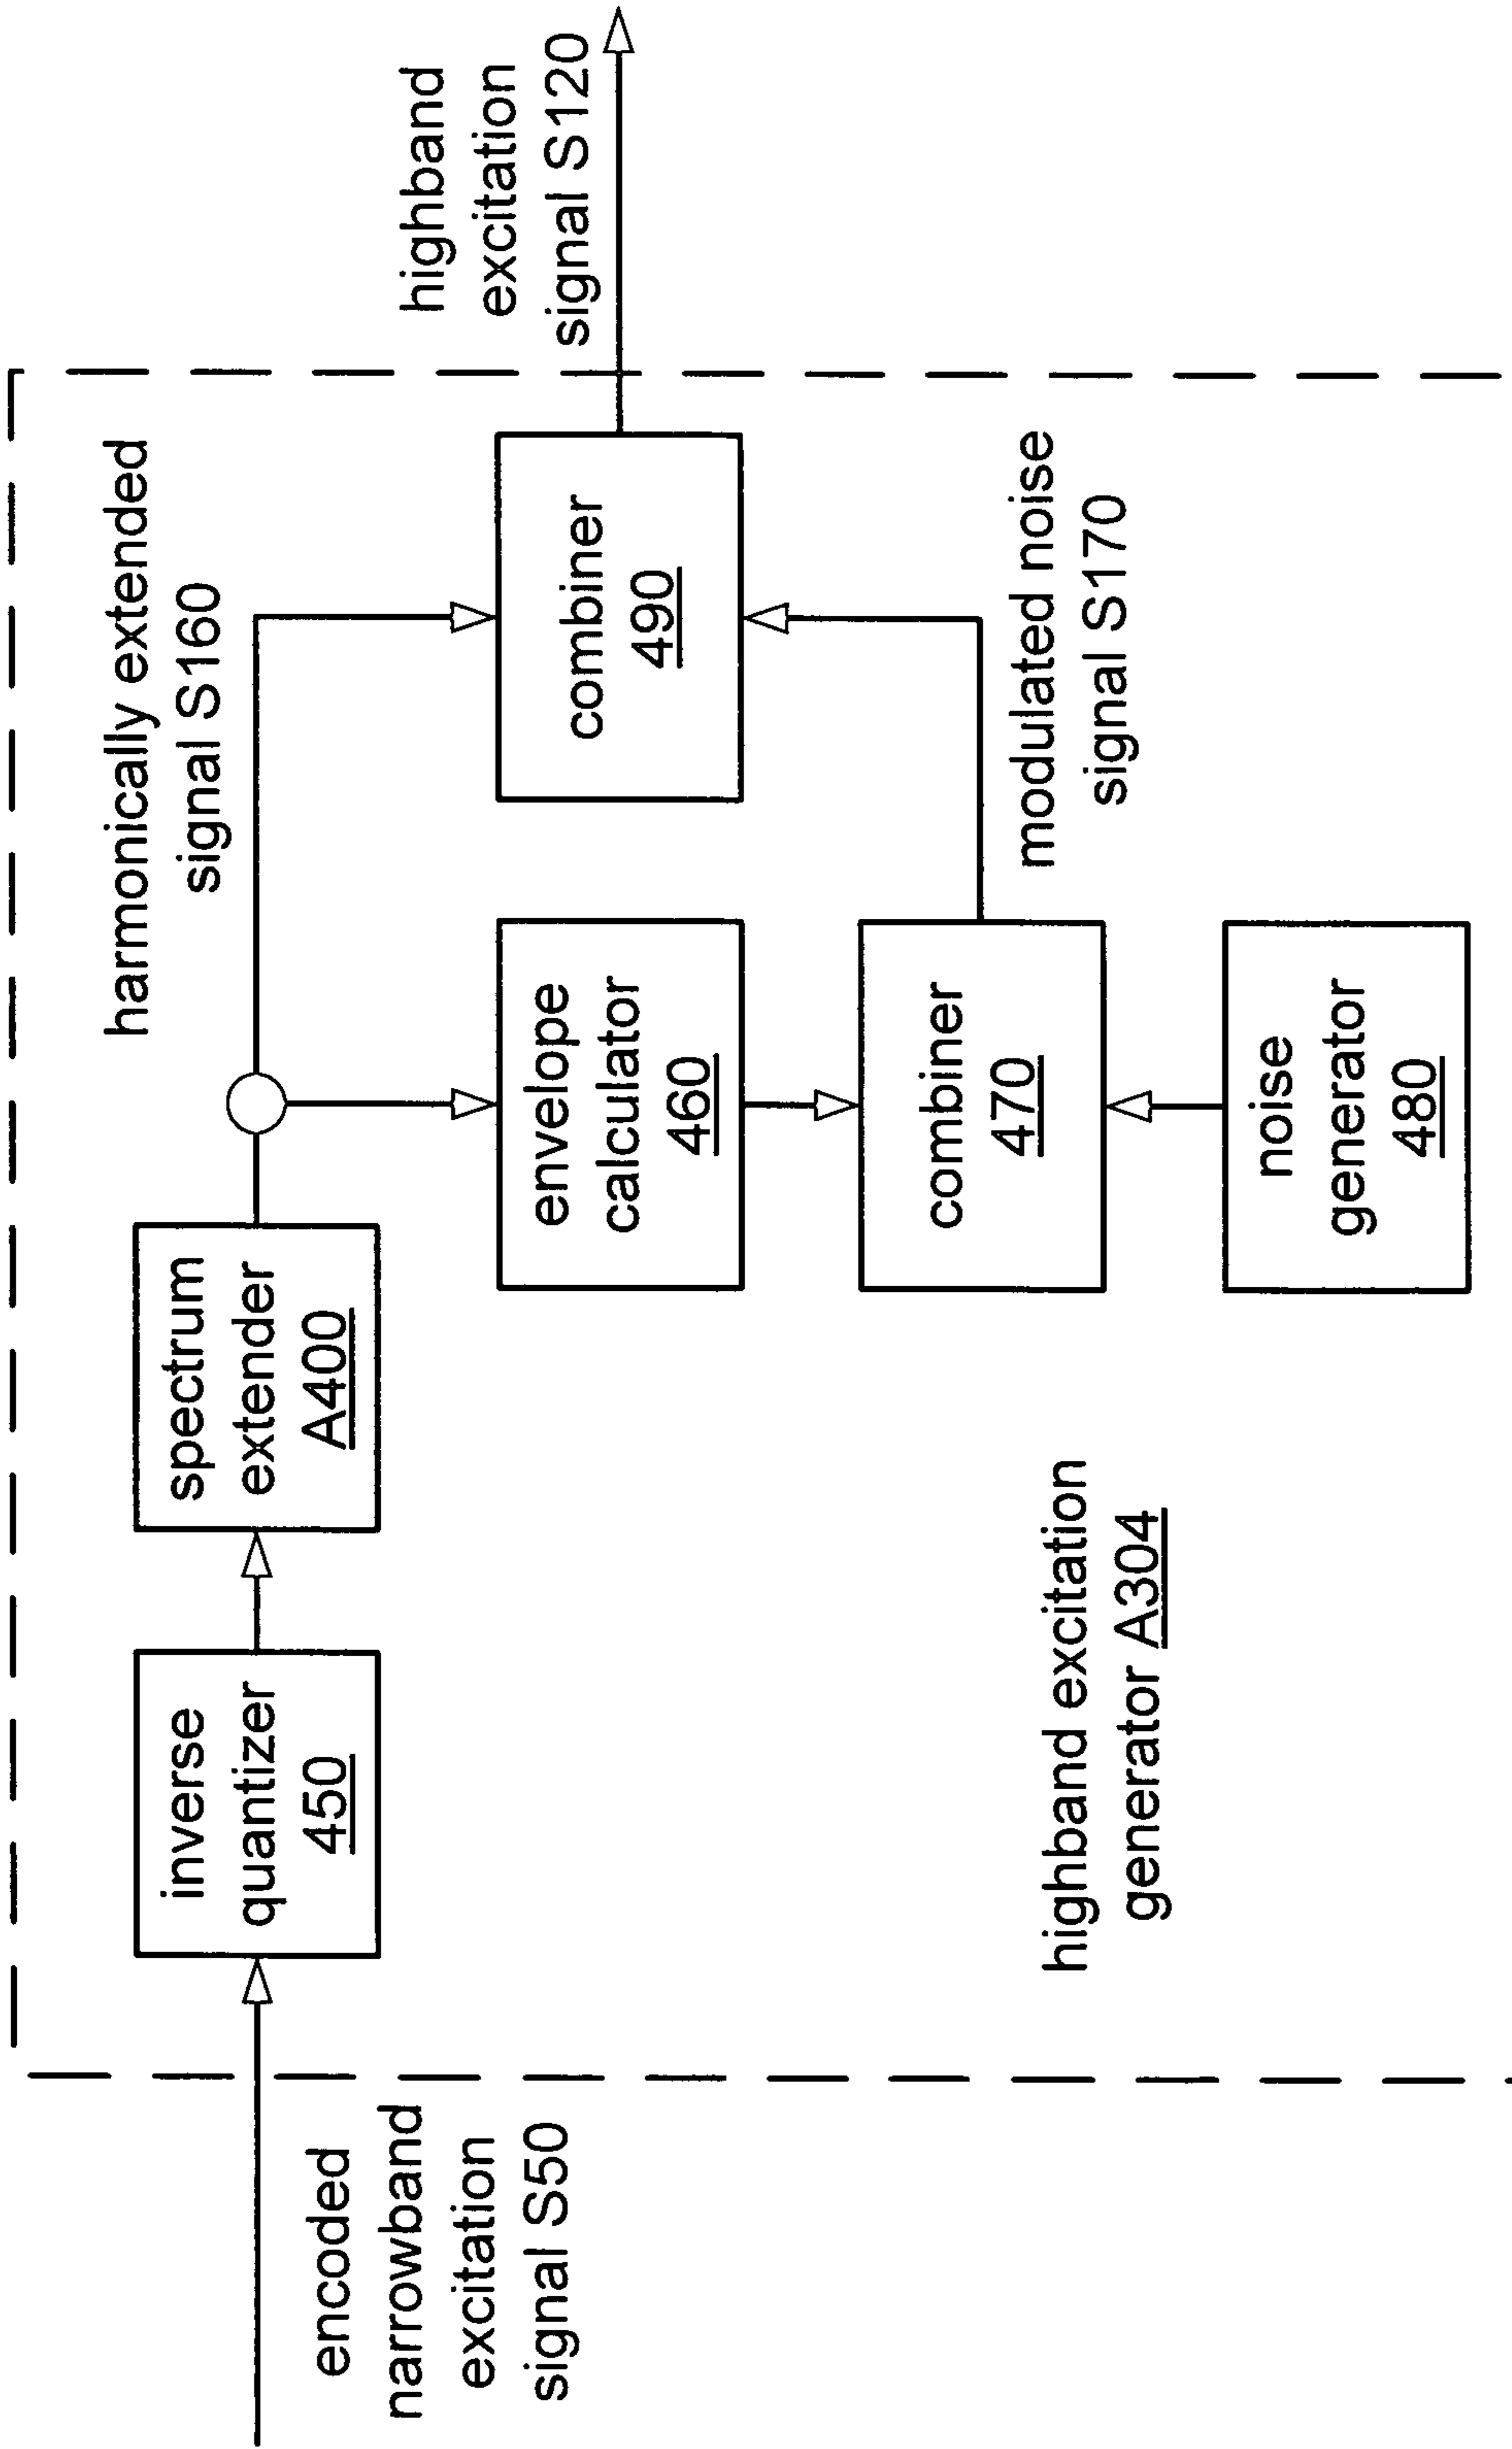 encoded
narrowband
excitation
signal S50
inverse
quantizer
450
spectrum
extender
A400
harmonically extended
signal S160
envelope
calculator
460
combiner
470
noise
generator
480
combiner
490
modulated noise
signal S170
highband
excitation
signal S120
highband excitation
generator A304